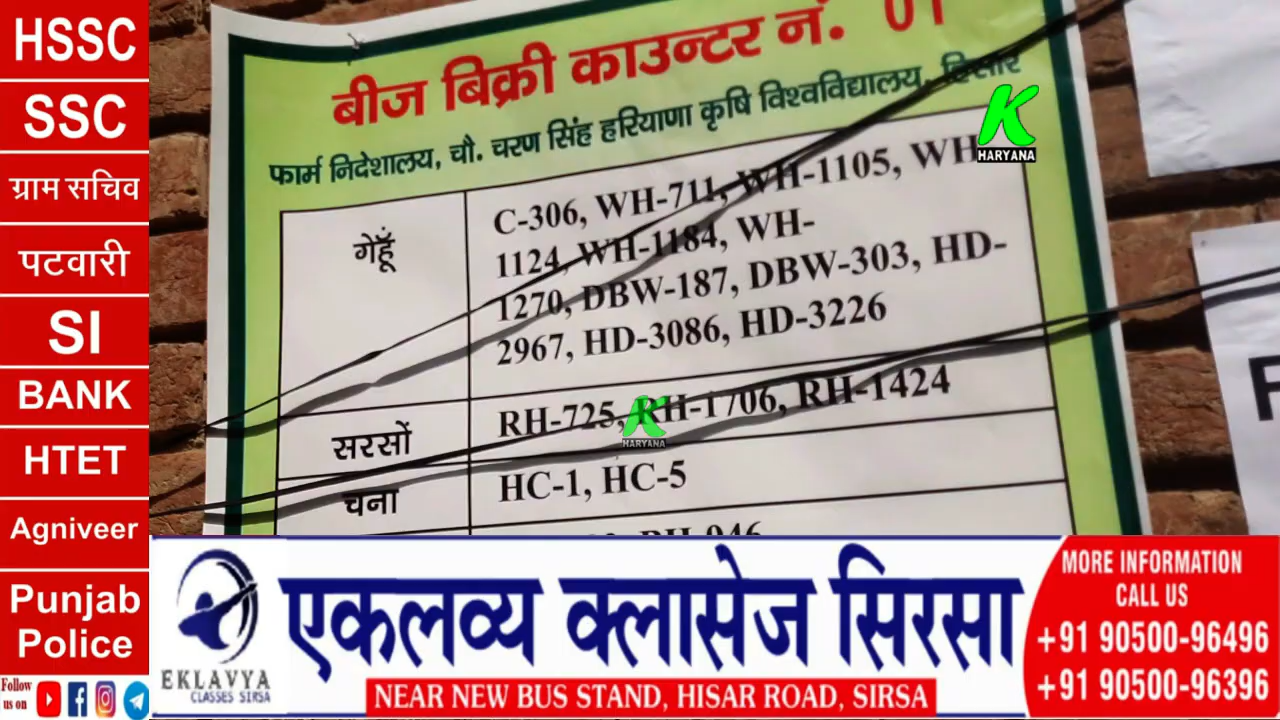 HSSC
SSC
ग्राम सचिव
पटवारी
SI
BANK
HTET
Agniveer
Punjab
Police
Follow
us on
बीज बिक्री काउन्टर नं. 01
फार्म निदेशालय, चौ. चरण सिंह हरियाणा कृषि विश्वविद्यालय, हिसार
K
HARYANA
गेहूँ
C-306, WH-711, WH-1105, WH-
1124, WH-1184, WH-
1270, DBW-187, DBW-303, HD-
2967, HD-3086, HD-3226
सरसों
RH-725, RH-1706, RH-1424
K
HARYANA
चना
HC-1, HC-5
EKLAVYA
CLASSES SIRSA
एकलव्य क्लासेज सिरसा
NEAR NEW BUS STAND, HISAR ROAD, SIRSA
MORE INFORMATION
CALL US
+91 90500-96496
+91 90500-96396